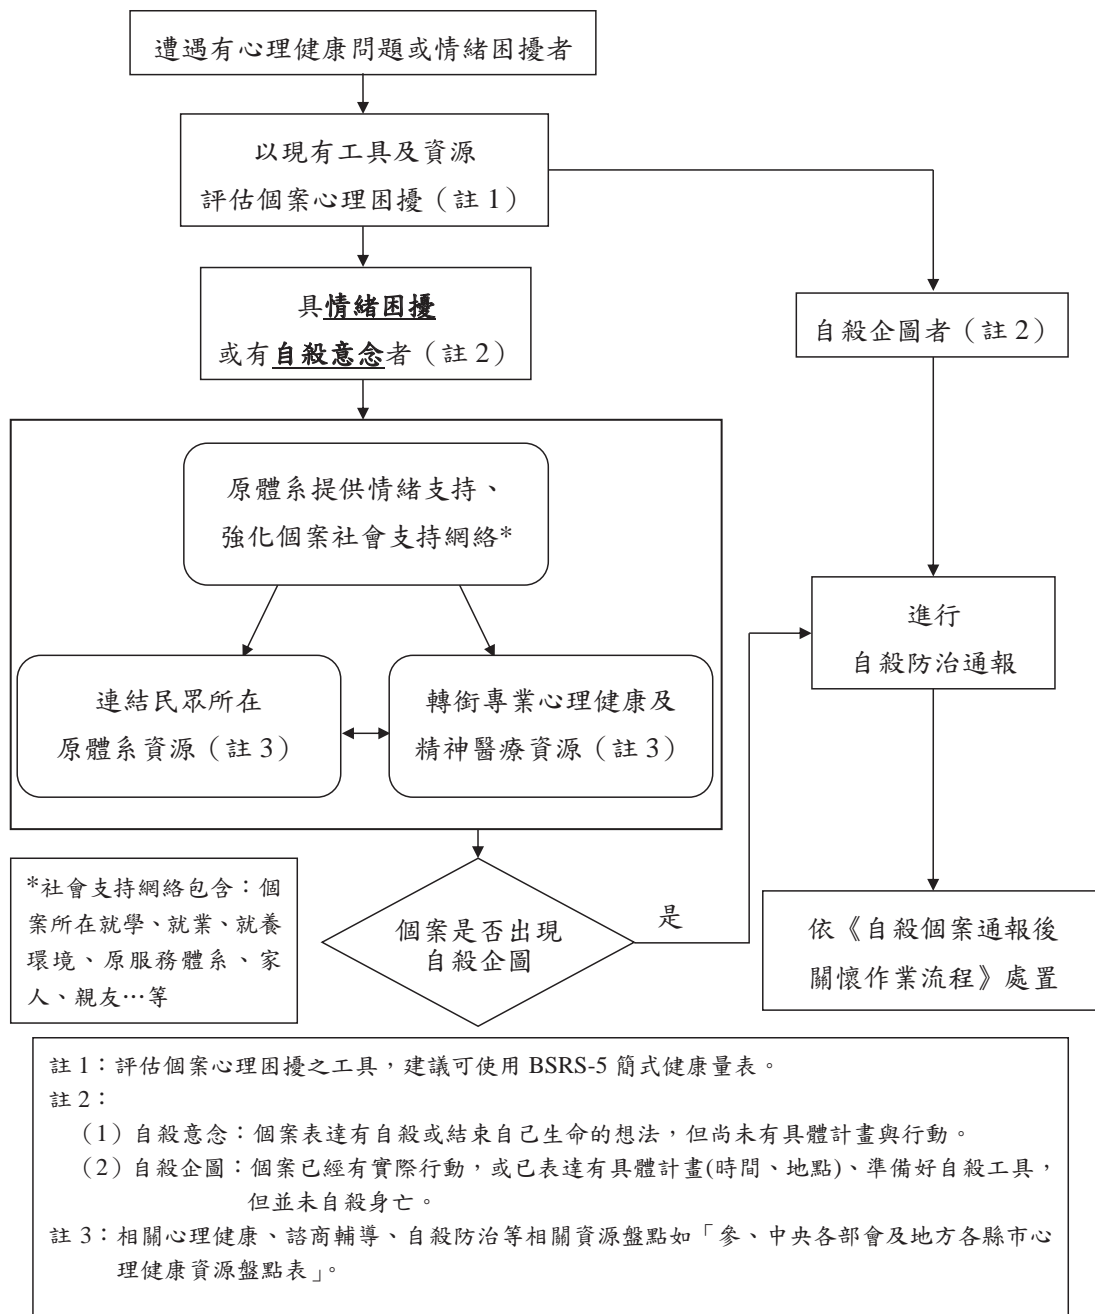 遭遇有心理健康問題或情緒困擾者
以現有工具及資源
評估個案心理困擾（註 1）
具情緒困擾
或有自殺意念者（註 2）
自殺企圖者（註 2）
原體系提供情緒支持、
強化個案社會支持網絡*
連結民眾所在
原體系資源（註 3）
轉銜專業心理健康及
精神醫療資源（註 3）
進行
自殺防治通報
*社會支持網絡包含：個
案所在就學、就業、就養
環境、原服務體系、家
人、親友…等
個案是否出現
自殺企圖
是
依《自殺個案通報後
關懷作業流程》處置
註 1：評估個案心理困擾之工具，建議可使用 BSRS-5 簡式健康量表。
註 2：
（1）自殺意念：個案表達有自殺或結束自己生命的想法，但尚未有具體計畫與行動。
（2）自殺企圖：個案已經有實際行動，或已表達有具體計畫(時間、地點)、準備好自殺工具，
但並未自殺身亡。
註 3：相關心理健康、諮商輔導、自殺防治等相關資源盤點如「參、中央各部會及地方各縣市心
理健康資源盤點表」。